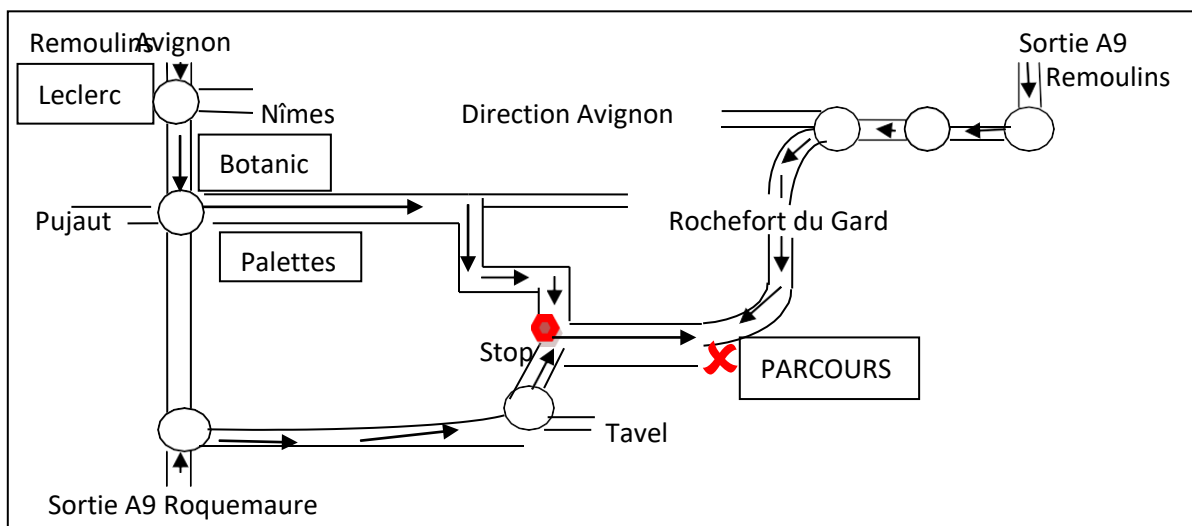 Remoulins
Avignon
Sortie A9
Remoulins
Leclerc
Nîmes
Direction Avignon
Botanic
Pujaut
Rochefort du Gard
Palettes
Stop
PARCOURS
Tavel
Sortie A9 Roquemaure